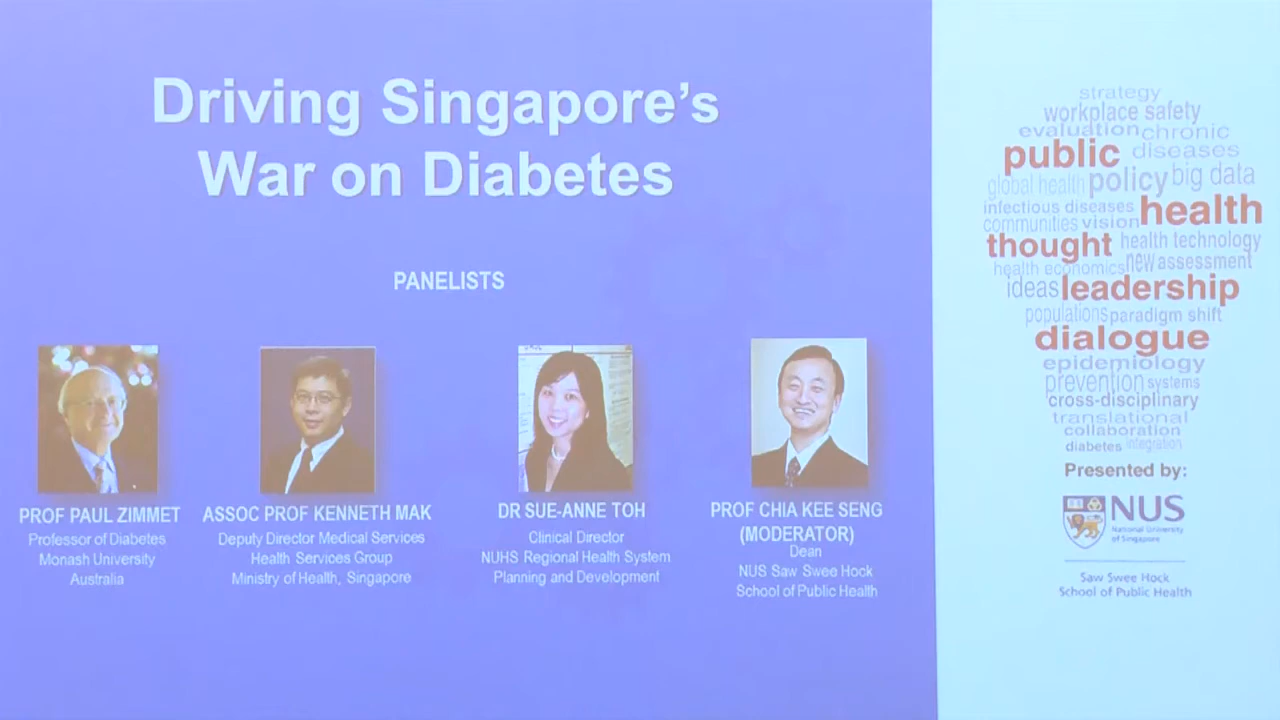 Driving Singapore's
War on Diabetes
PANELISTS
PROF PAUL ZIMMET
Professor of Diabetes
Monash University
Australia
ASSOC PROF KENNETH MAK
Deputy Director Medical Services
Health Services Group
Ministry of Health, Singapore
DR SUE-ANNE TOH
Clinical Director
NUHS Regional Health System
Planning and Development
PROF CHIA KEE SENG
(MODERATOR)
Dean
NUS Saw Swee Hock
School of Public Health
strategy
workplace safety
evaluation chronic
public diseases
global health policy big data
infectious diseases health
communities vision
thought health technology
health economics new assessment
ideas leadership
populations paradigm shift
dialogue
epidemiology
prevention systems
cross-disciplinary
translational
collaboration
diabetes integration
Presented by:
NUS
National University
of Singapore
Saw Swee Hock
School of Public Health